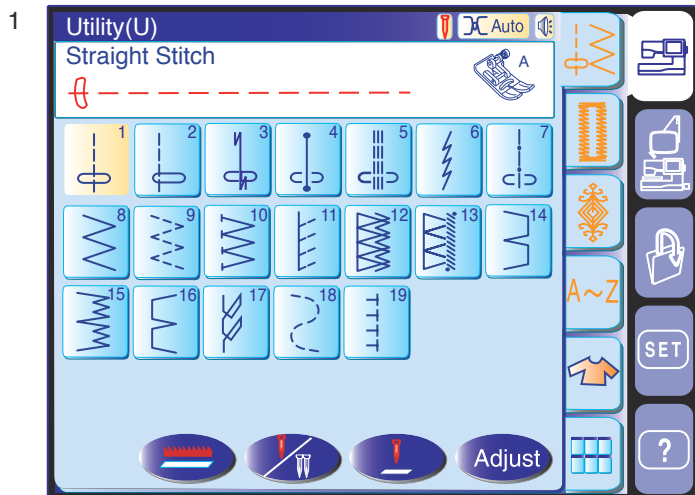 1
Utility(U) Auto
Straight Stitch A
1 2 3 4 5 6 7
8 9 10 11 12 13 14
15 16 17 18 19
A~Z
SET
?
Adjust